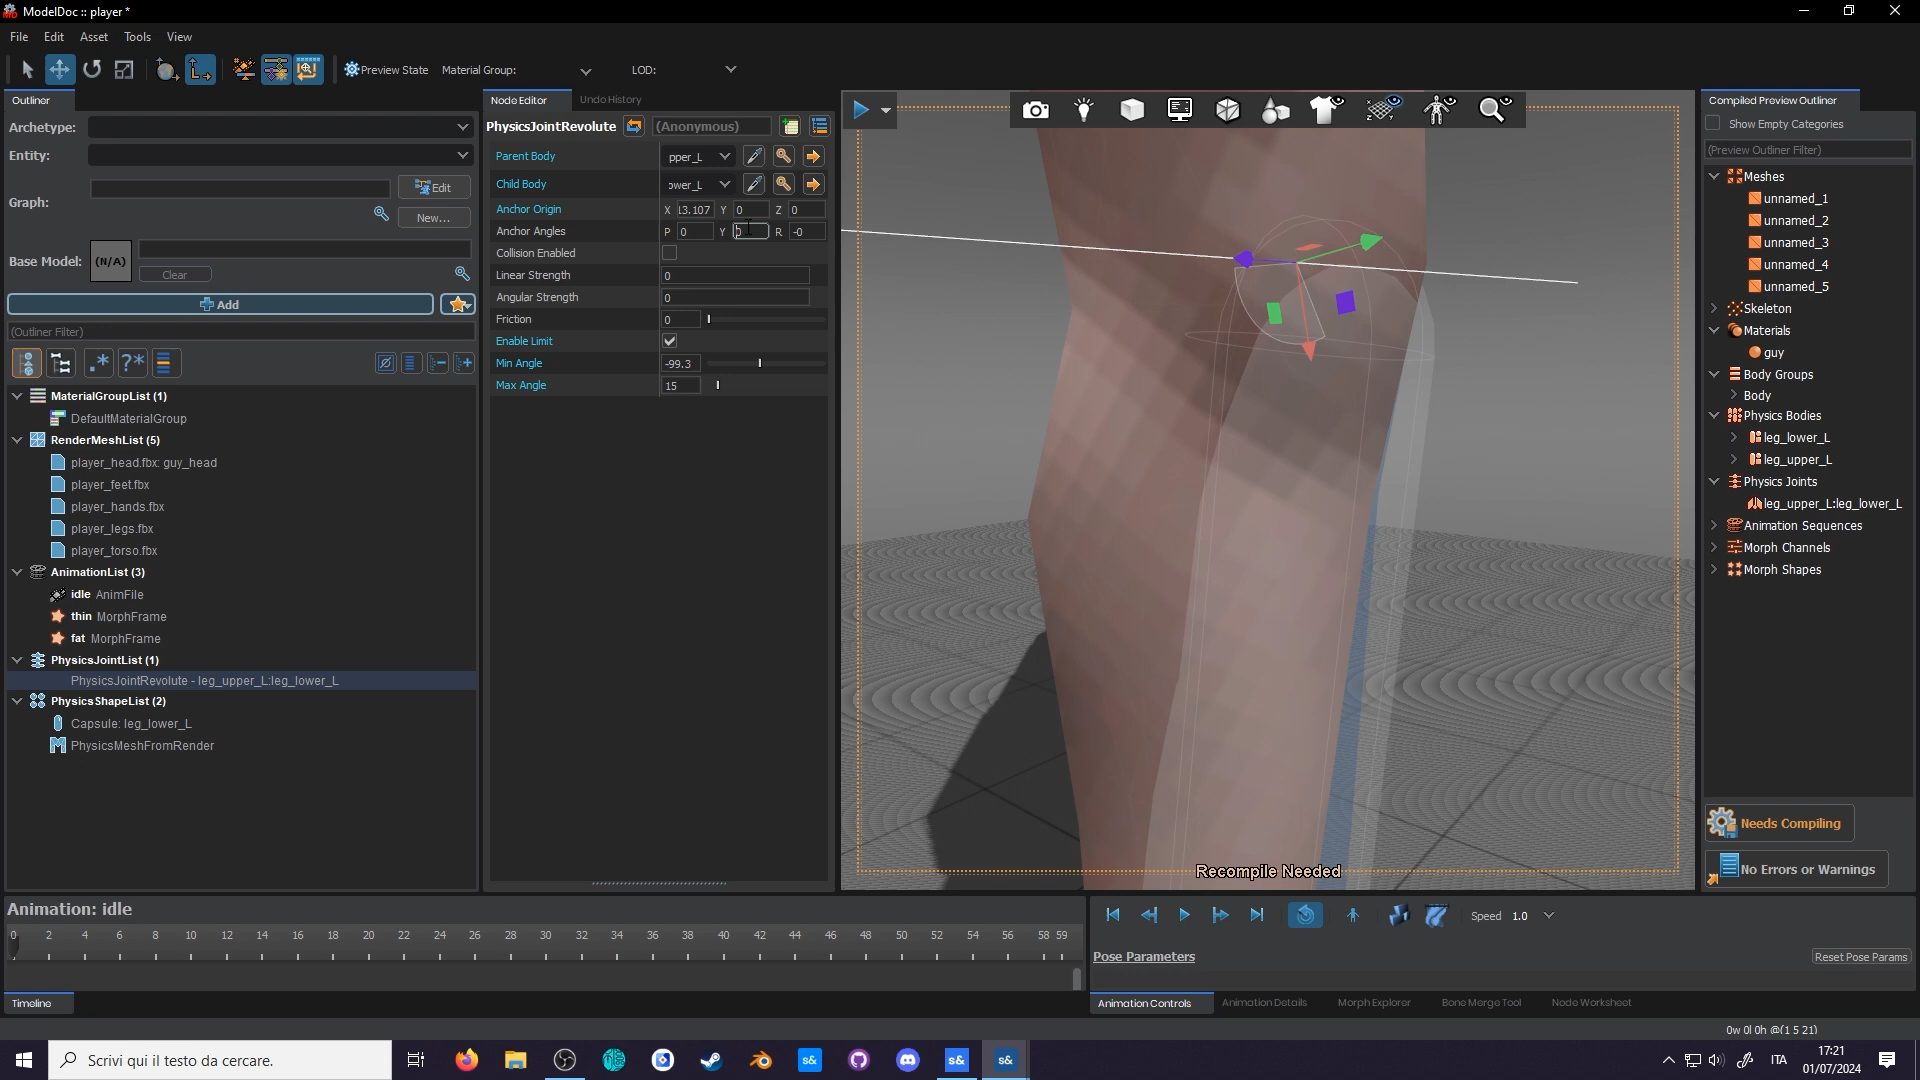 ModelDoc :: player *
File Edit Asset Tools View
Preview State Material Group: LOD:
Outliner
Archetype:
Entity:
Graph:
Edit
New...
Base Model: (N/A)
Clear
Add
(Outliner Filter)
MaterialGroupList (1)
DefaultMaterialGroup
RenderMeshList (5)
player_head.fbx: guy_head
player_feet.fbx
player_hands.fbx
player_legs.fbx
player_torso.fbx
AnimationList (3)
idle AnimFile
thin MorphFrame
fat MorphFrame
PhysicsJointList (1)
PhysicsJointRevolute - leg_upper_L:leg_lower_L
PhysicsShapeList (2)
Capsule: leg_lower_L
PhysicsMeshFromRender
Node Editor Undo History
PhysicsJointRevolute (Anonymous)
Parent Body pper_L
Child Body ower_L
Anchor Origin X 13.107 Y 0 Z 0
Anchor Angles P 0 Y 0 R -0
Collision Enabled
Linear Strength 0
Angular Strength 0
Friction 0
Enable Limit
Min Angle -99.3
Max Angle 15
Recompile Needed
Compiled Preview Outliner
Show Empty Categories
(Preview Outliner Filter)
Meshes
unnamed_1
unnamed_2
unnamed_3
unnamed_4
unnamed_5
Skeleton
Materials
guy
Body Groups
Body
Physics Bodies
leg_lower_L
leg_upper_L
Physics Joints
leg_upper_L:leg_lower_L
Animation Sequences
Morph Channels
Morph Shapes
Needs Compiling
No Errors or Warnings
Animation: idle
0 2 4 6 8 10 12 14 16 18 20 22 24 26 28 30 32 34 36 38 40 42 44 46 48 50 52 54 56 58 59
Timeline
Speed 1.0
Pose Parameters
Reset Pose Params
Animation Controls Animation Details Morph Explorer Bone Merge Tool Node Worksheet
0w 0l 0h @(1 5 21)
Scrivi qui il testo da cercare.
s& s& s&
ITA
17:21
01/07/2024